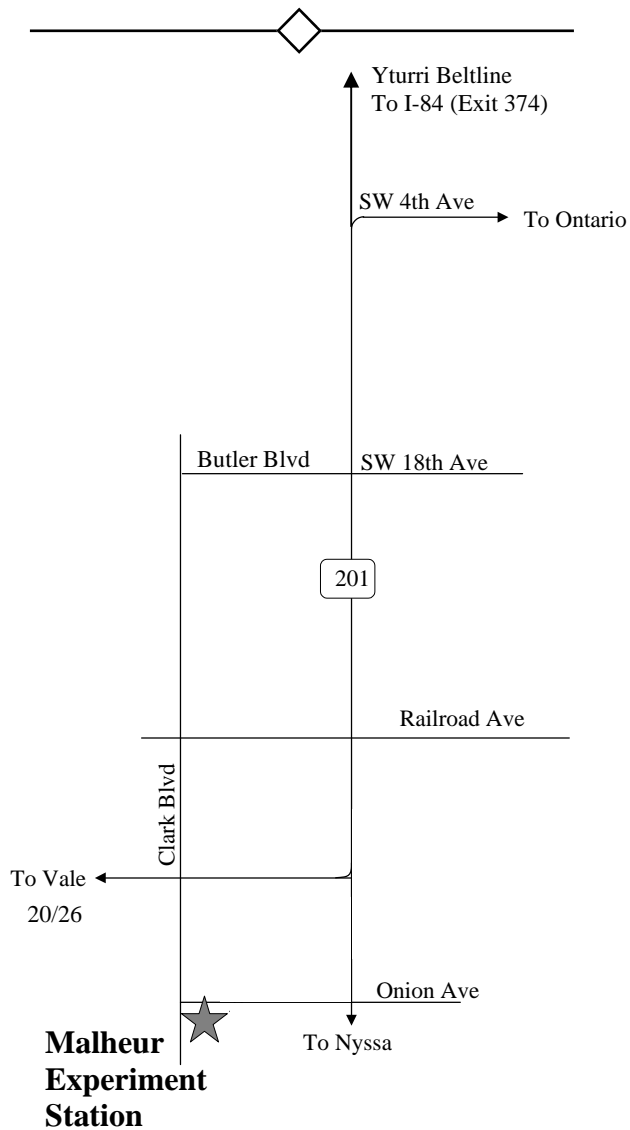 Yturri Beltline
To I-84 (Exit 374)
SW 4th Ave
To Ontario
Butler Blvd
SW 18th Ave
201
Railroad Ave
Clark Blvd
To Vale
20/26
Onion Ave
To Nyssa
Malheur
Experiment
Station